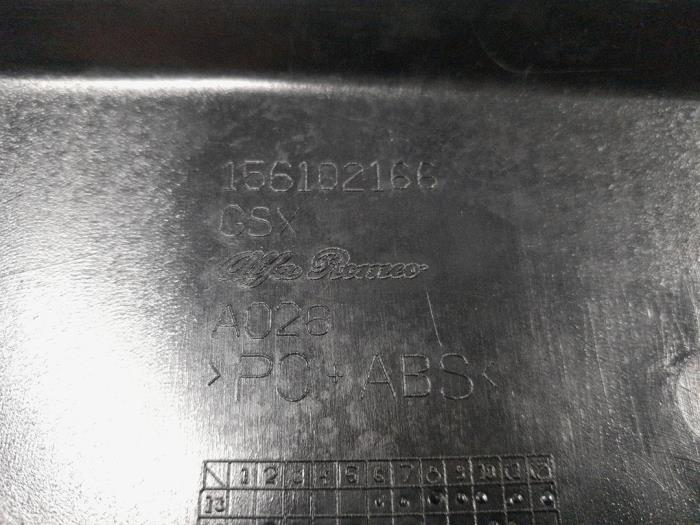 156102166
CSX
Alfa Romeo
A028
>PC+ABS<
1 2 3 4 5 6 7 8 9 10 11 12
13